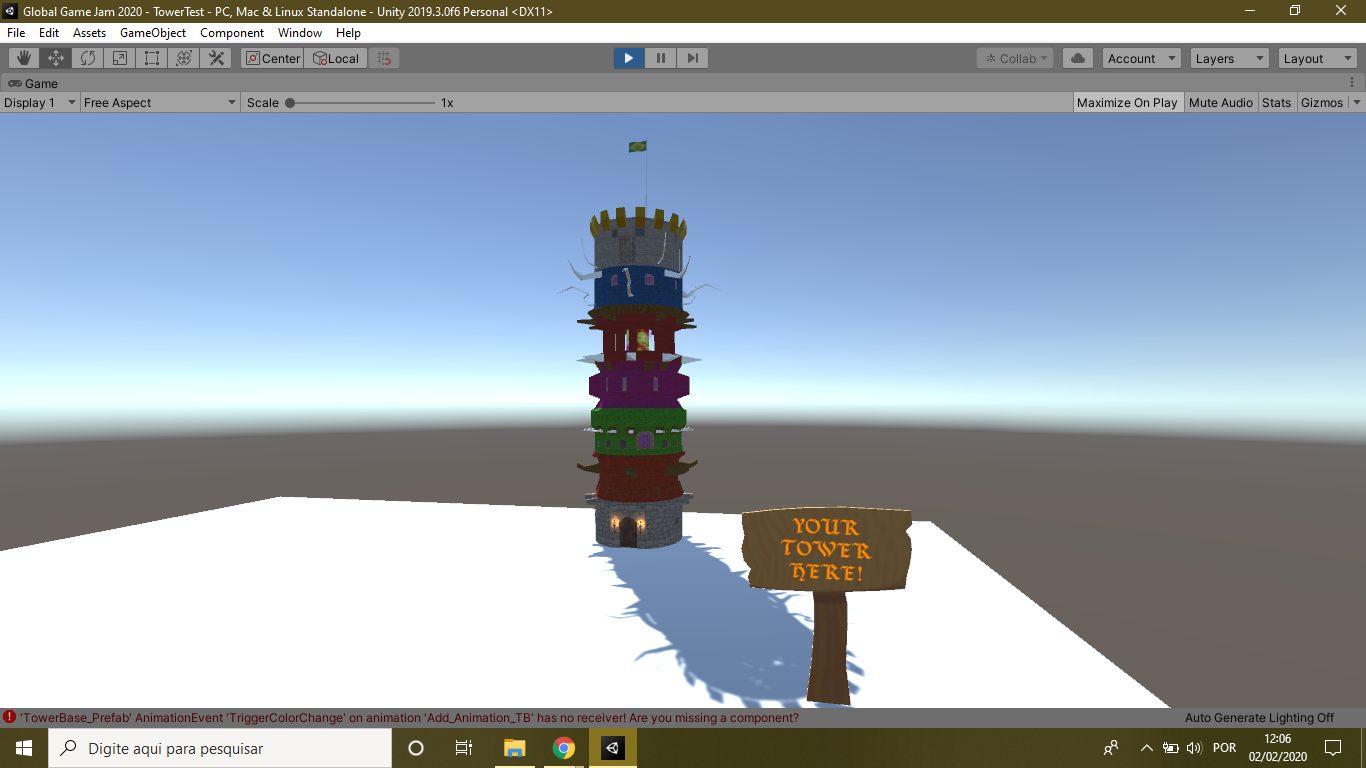 Global Game Jam 2020 - TowerTest - PC, Mac & Linux Standalone - Unity 2019.3.0f6 Personal <DX11>
File Edit Assets GameObject Component Window Help
Center Local Collab Account Layers Layout
Game
Display 1 Free Aspect Scale 1x Maximize On Play Mute Audio Stats Gizmos
YOUR
TOWER
HERE!
'TowerBase_Prefab' AnimationEvent 'TriggerColorChange' on animation 'Add_Animation_TB' has no receiver! Are you missing a component? Auto Generate Lighting Off
Digite aqui para pesquisar POR 12:06
02/02/2020